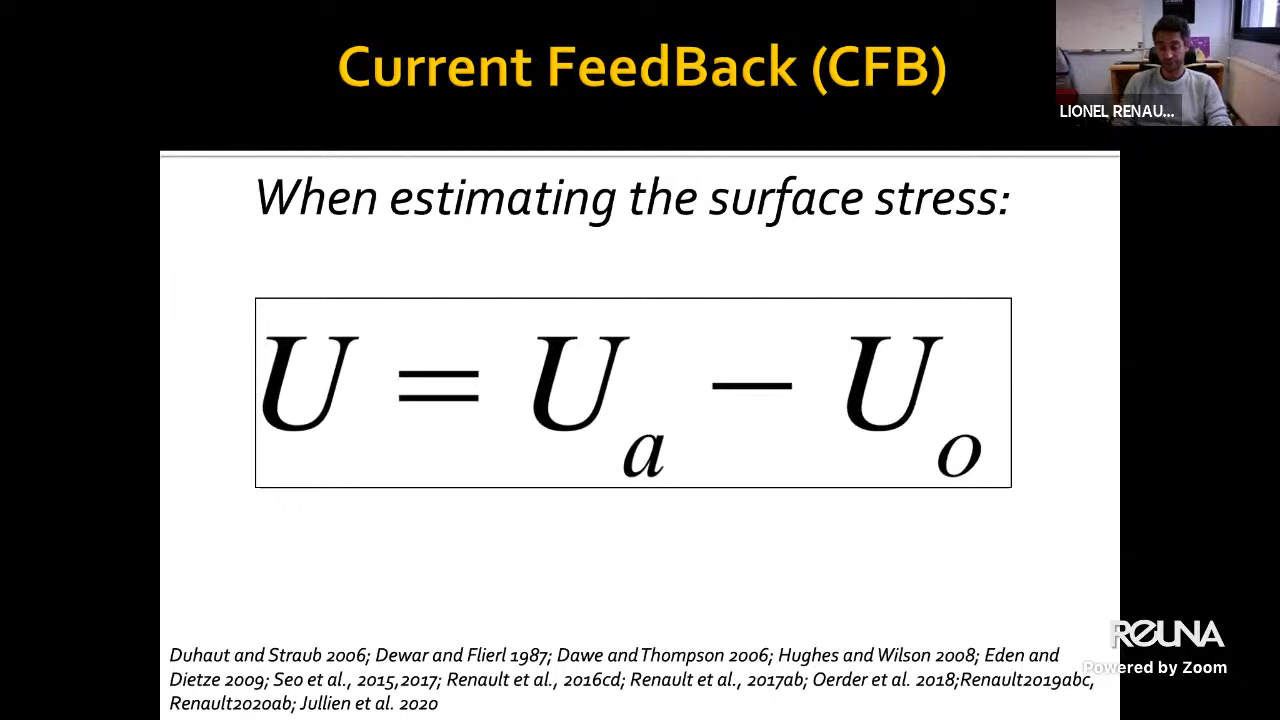 Current FeedBack (CFB)
LIONEL RENAU...
When estimating the surface stress:
U = Uₐ − Uₒ
Duhaut and Straub 2006; Dewar and Flierl 1987; Dawe and Thompson 2006; Hughes and Wilson 2008; Eden and
Dietze 2009; Seo et al., 2015,2017; Renault et al., 2016cd; Renault et al., 2017ab; Oerder et al. 2018;Renault2019abc,
Renault2020ab; Jullien et al. 2020
REUNA
Powered by Zoom